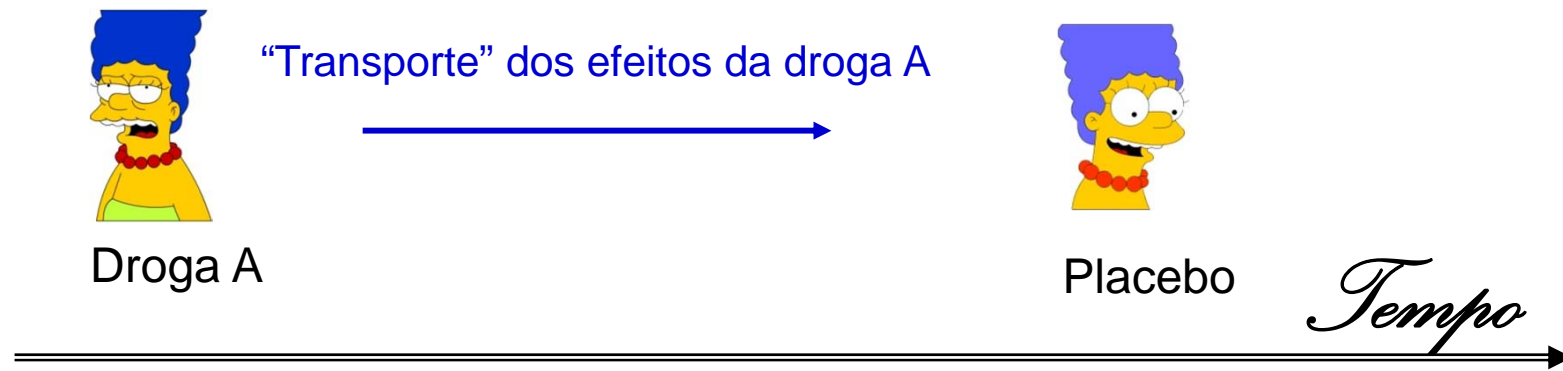 “Transporte” dos efeitos da droga A
Droga A
Placebo
Tempo